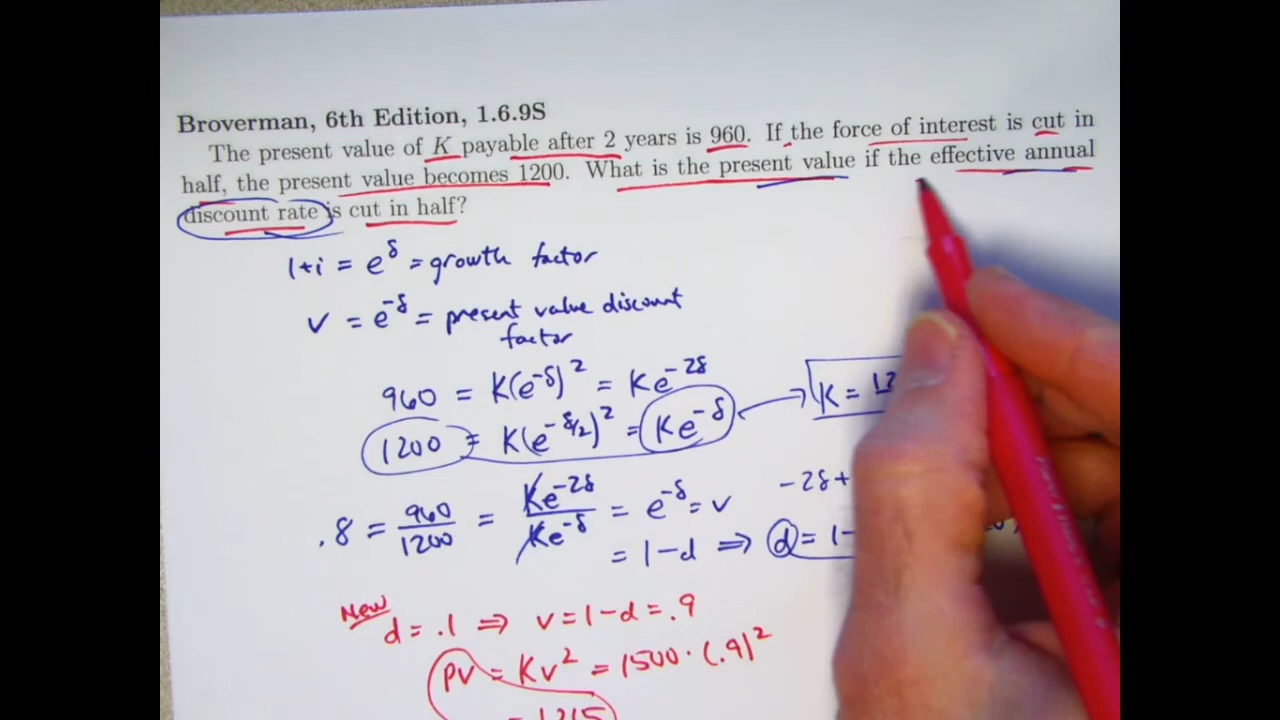 Broverman, 6th Edition, 1.6.9S
The present value of K payable after 2 years is 960. If the force of interest is cut in
half, the present value becomes 1200. What is the present value if the effective annual
discount rate is cut in half?
1+i = e^δ = growth factor
v = e^-δ = present value discount
factor
960 = K(e^-δ)^2 = Ke^-2δ
1200 = K(e^-δ/2)^2 = Ke^-δ
K = 12
.8 = 960/1200 = Ke^-2δ/Ke^-δ = e^-δ = v
-2δ+
= 1-d ⇒ d = 1-
New
d = .1 ⇒ v = 1-d = .9
PV = Kv^2 = 1500·(.9)^2
= 1215